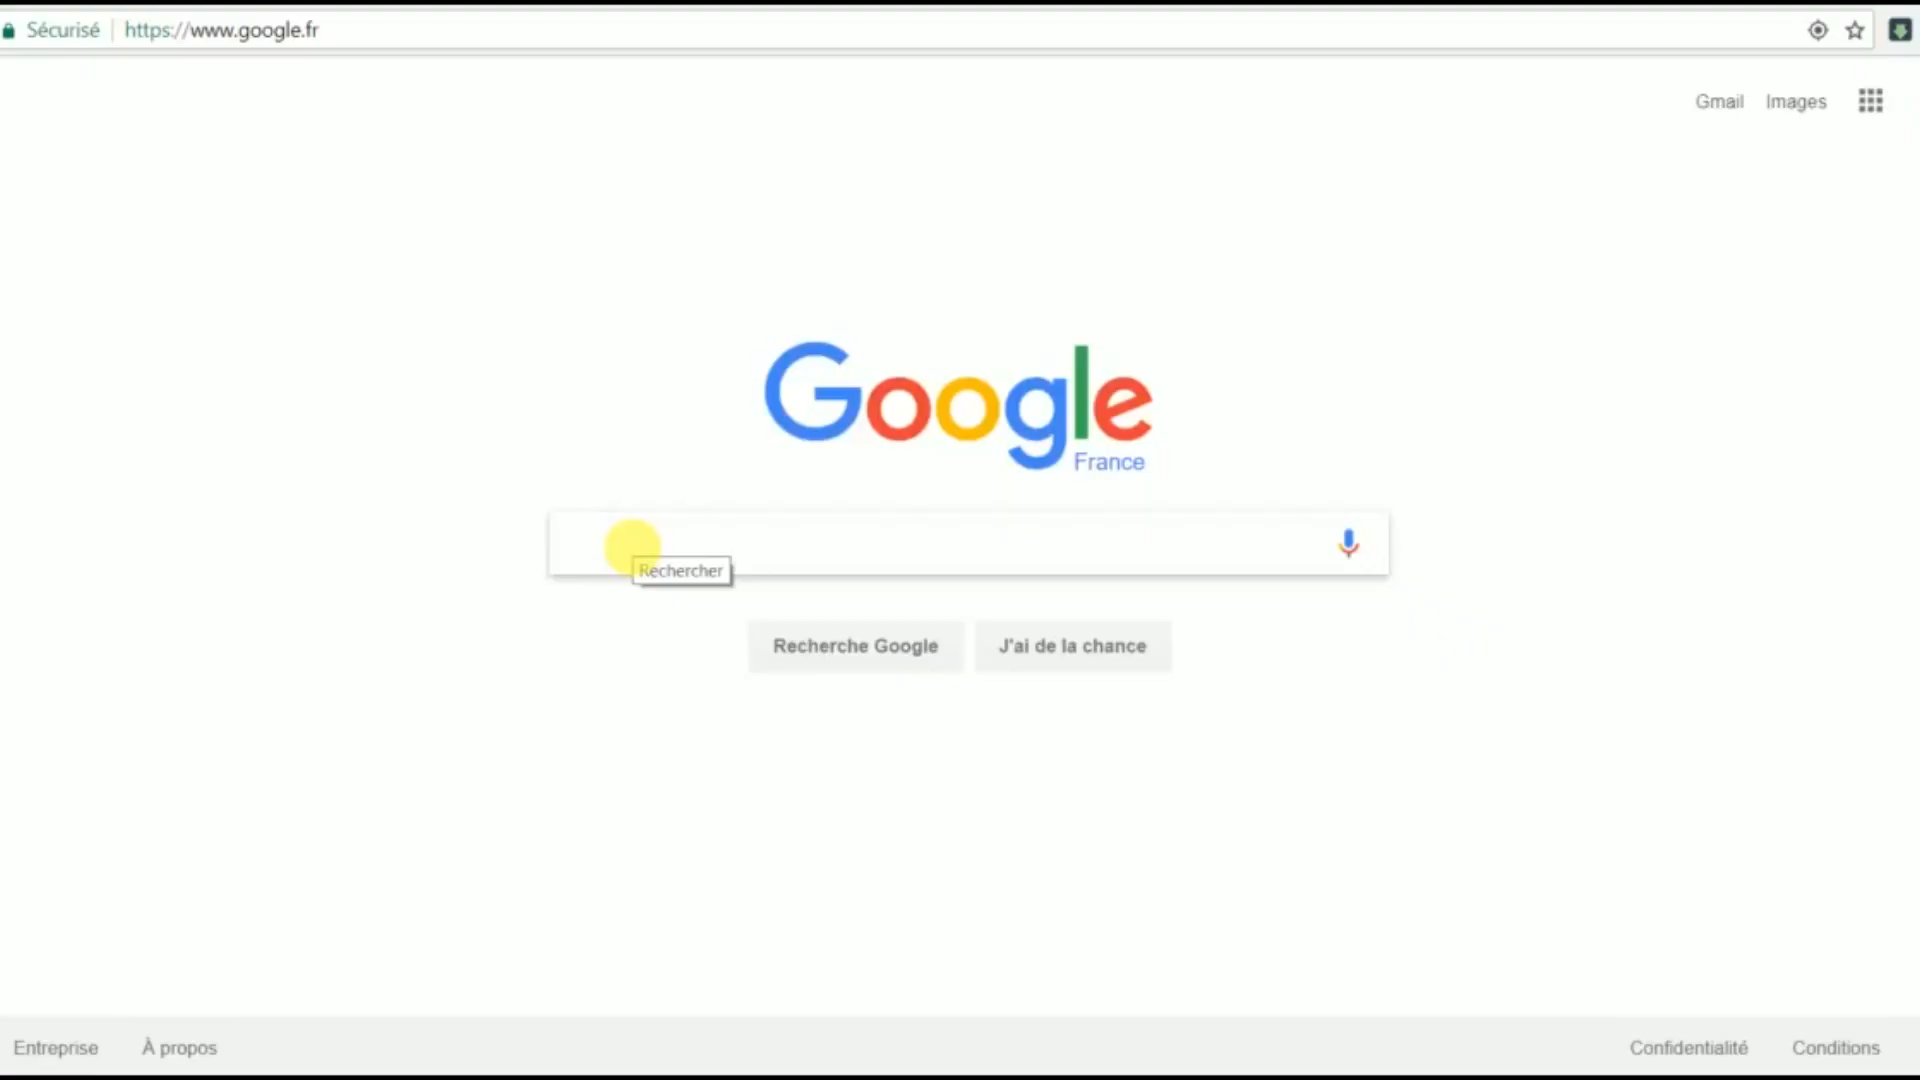 Sécurisé https://www.google.fr
Gmail Images
Google
France
Rechercher
Recherche Google J'ai de la chance
Entreprise À propos Confidentialité Conditions